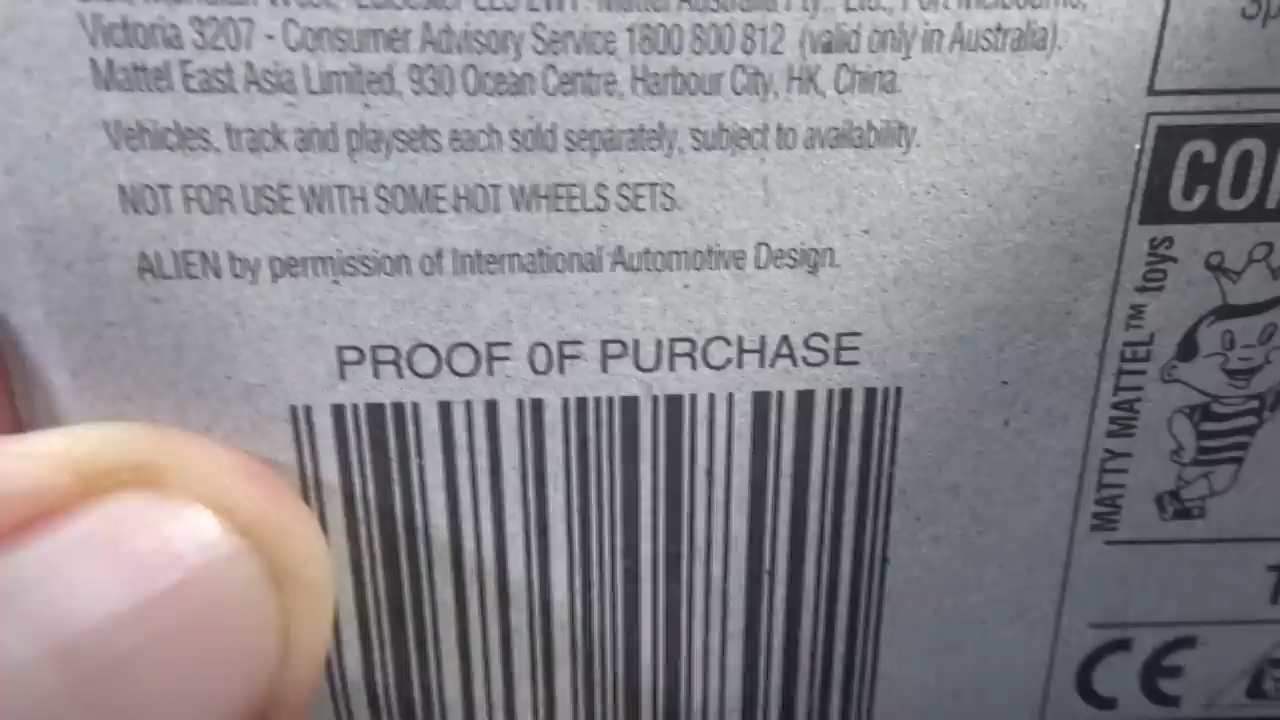 Victoria 3207 - Consumer Advisory Service 1800 800 812 (valid only in Australia).
Mattel East Asia Limited, 930 Ocean Centre, Harbour City, HK, China.
Vehicles, track and playsets each sold separately, subject to availability.
NOT FOR USE WITH SOME HOT WHEELS SETS.
ALIEN by permission of International Automotive Design.
PROOF OF PURCHASE
MATTY MATTEL™ toys
CE